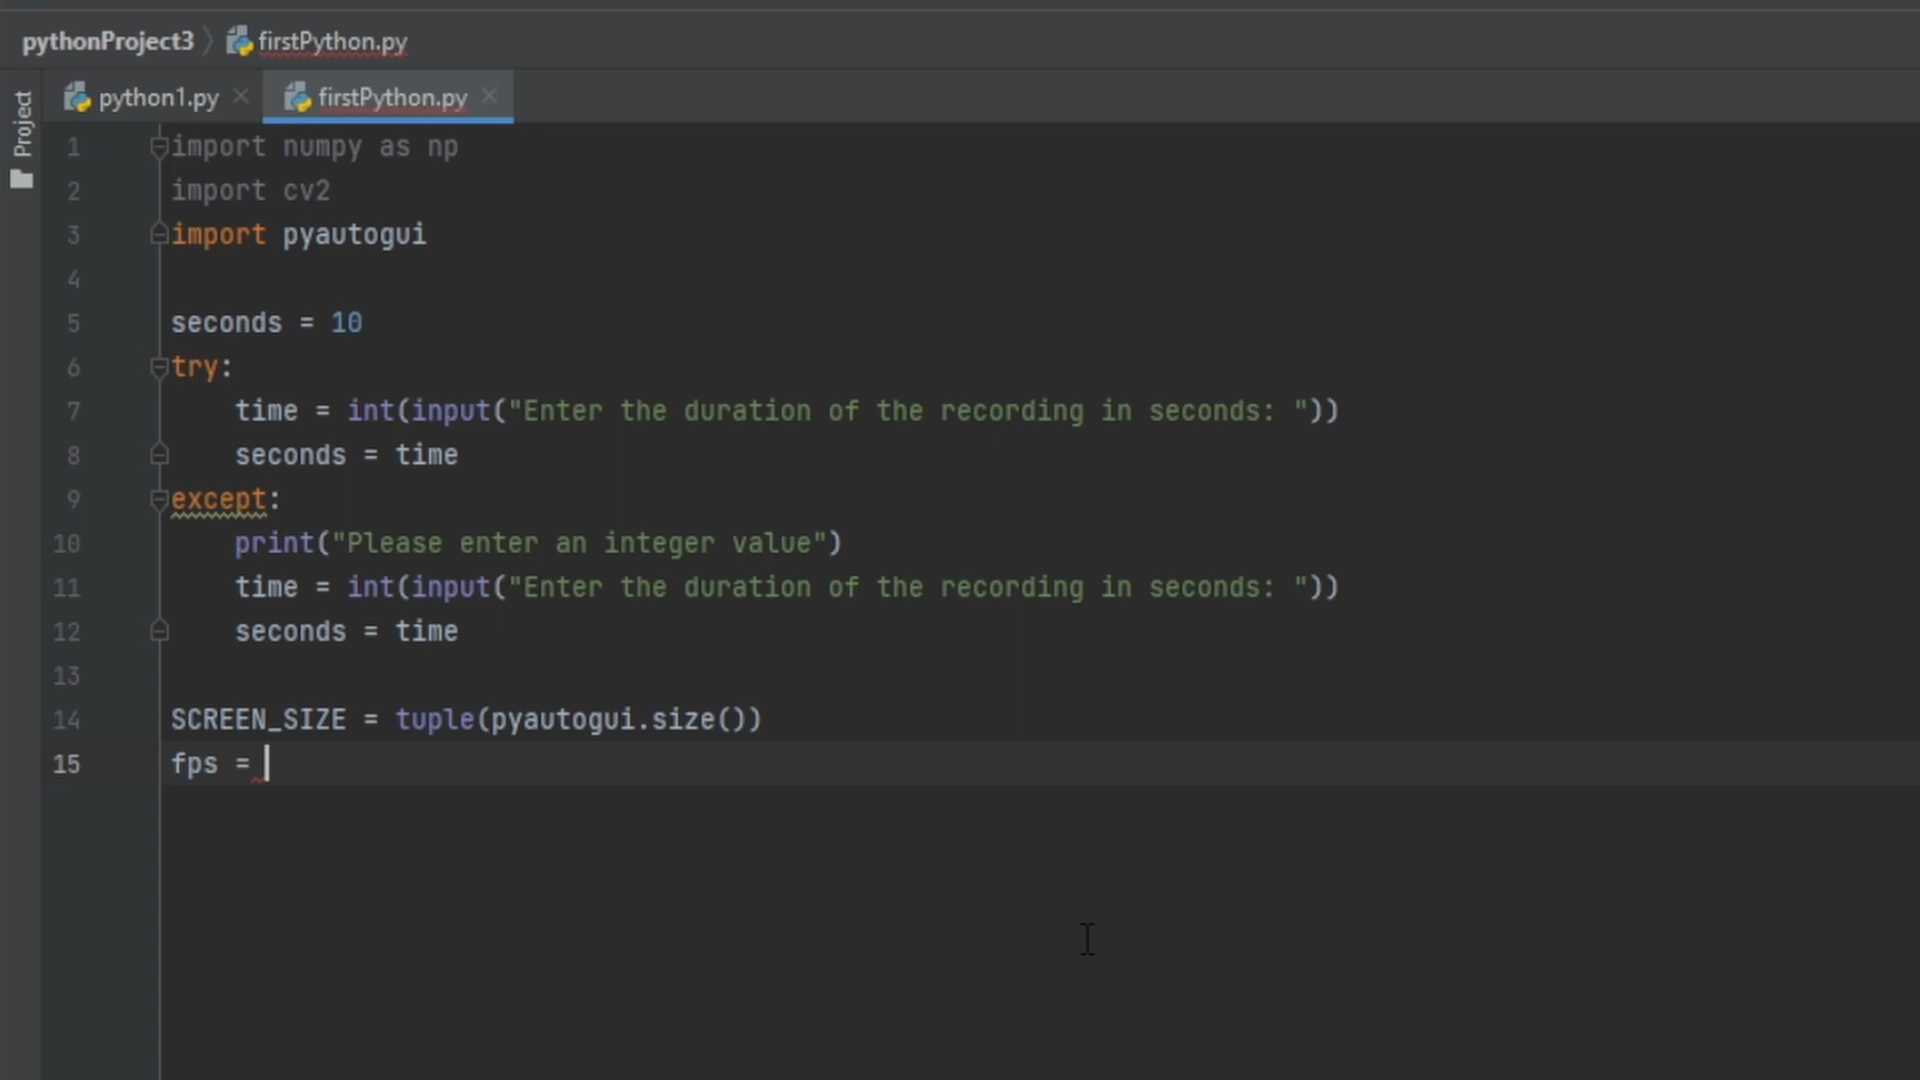 pythonProject3 firstPython.py
python1.py firstPython.py
Project
1 import numpy as np
2 import cv2
3 import pyautogui
4
5 seconds = 10
6 try:
7     time = int(input("Enter the duration of the recording in seconds: "))
8     seconds = time
9 except:
10     print("Please enter an integer value")
11     time = int(input("Enter the duration of the recording in seconds: "))
12     seconds = time
13
14 SCREEN_SIZE = tuple(pyautogui.size())
15 fps =